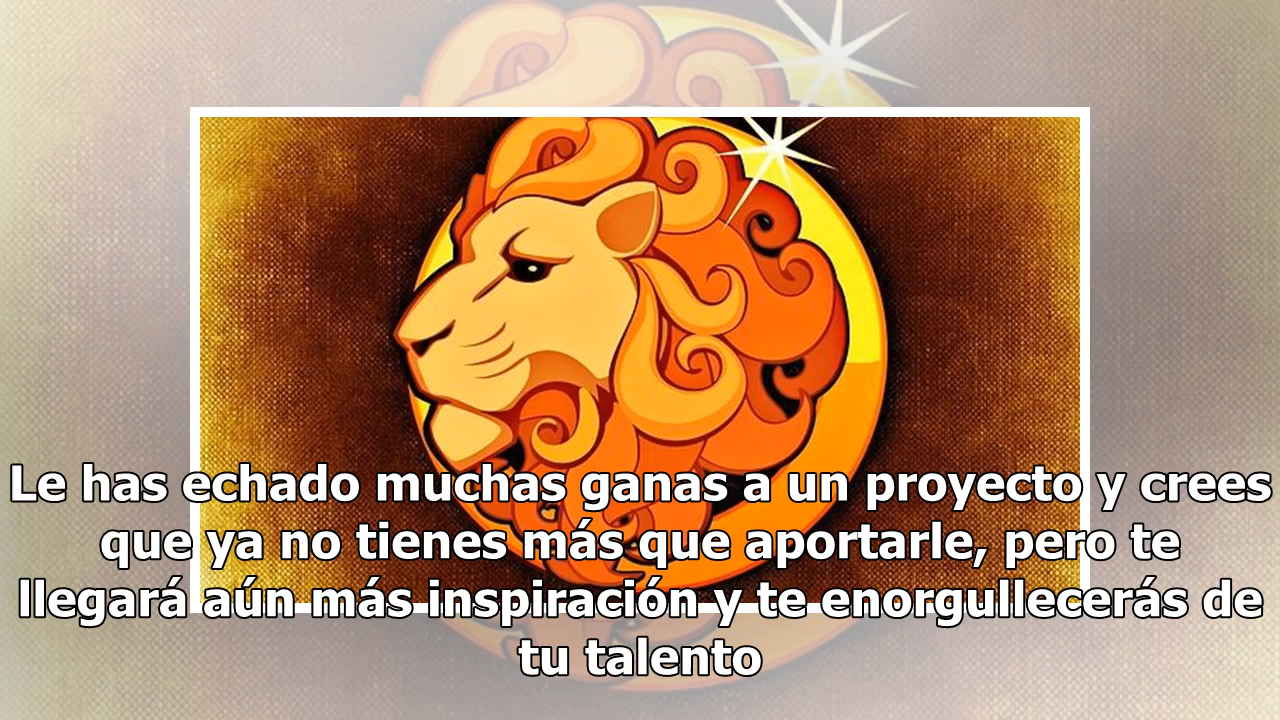 Le has echado muchas ganas a un proyecto y crees
que ya no tienes más que aportarle, pero te
llegará aún más inspiración y te enorgullecerás de
tu talento